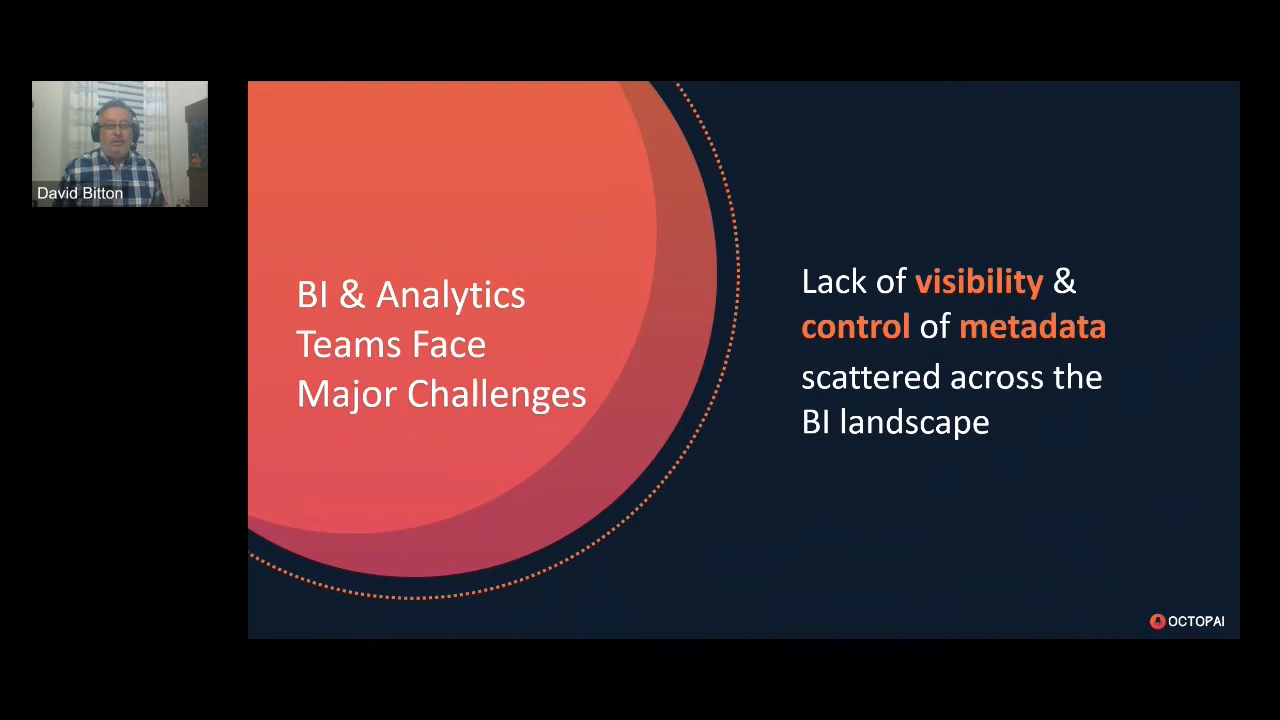 David Bitton
BI & Analytics
Teams Face
Major Challenges
Lack of visibility &
control of metadata
scattered across the
BI landscape
OCTOPAI